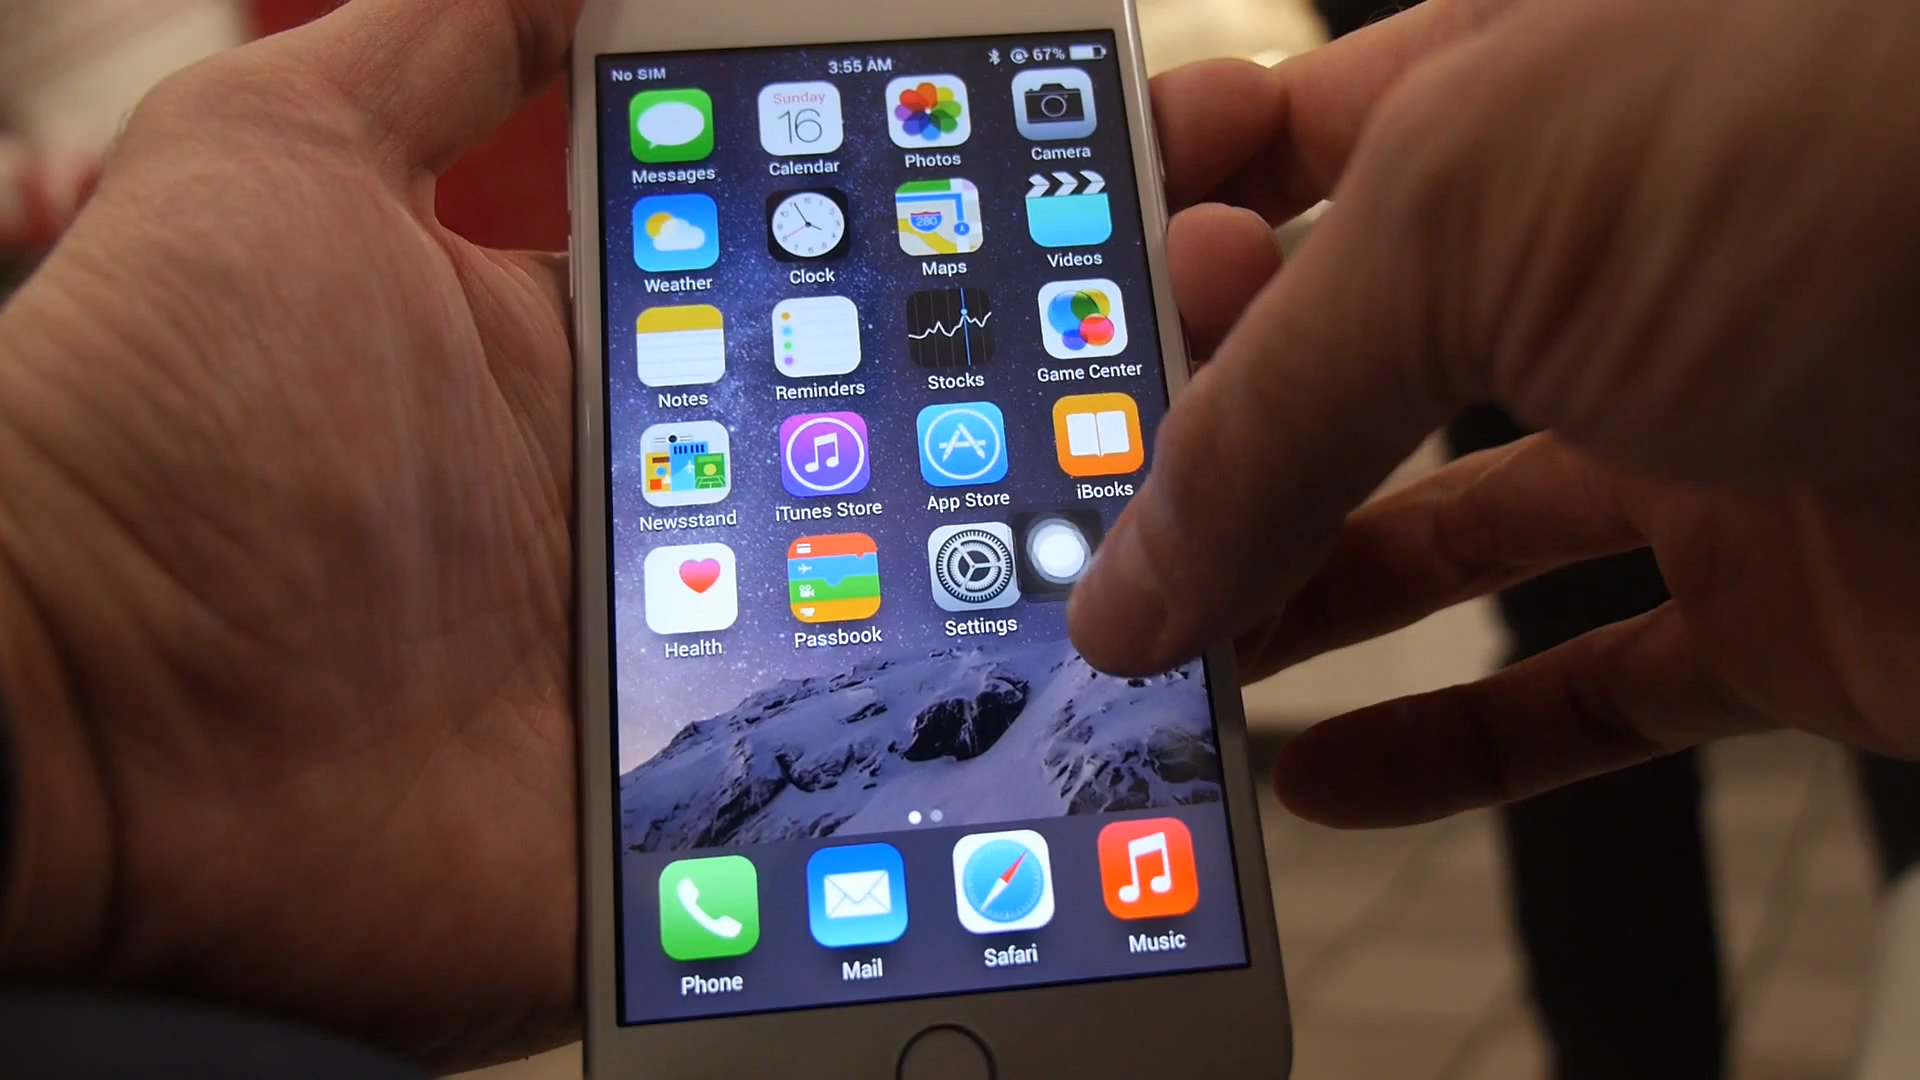 No SIM 3:55 AM 67%
Sunday
16
Messages Calendar Photos Camera
280
Weather Clock Maps Videos
Notes Reminders Stocks Game Center
Newsstand iTunes Store App Store iBooks
Health Passbook Settings
Phone Mail Safari Music